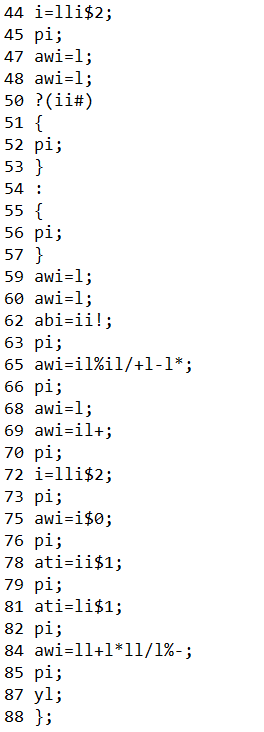 44 i=lli$2;
45 pi;
47 awi=l;
48 awi=l;
50 ?(ii#)
51 {
52 pi;
53 }
54 :
55 {
56 pi;
57 }
59 awi=l;
60 awi=l;
62 abi=ii!;
63 pi;
65 awi=il%il/+l-l*;
66 pi;
68 awi=l;
69 awi=il+;
70 pi;
72 i=lli$2;
73 pi;
75 awi=i$0;
76 pi;
78 ati=ii$1;
79 pi;
81 ati=li$1;
82 pi;
84 awi=ll+l*ll/l%-;
85 pi;
87 yl;
88 };